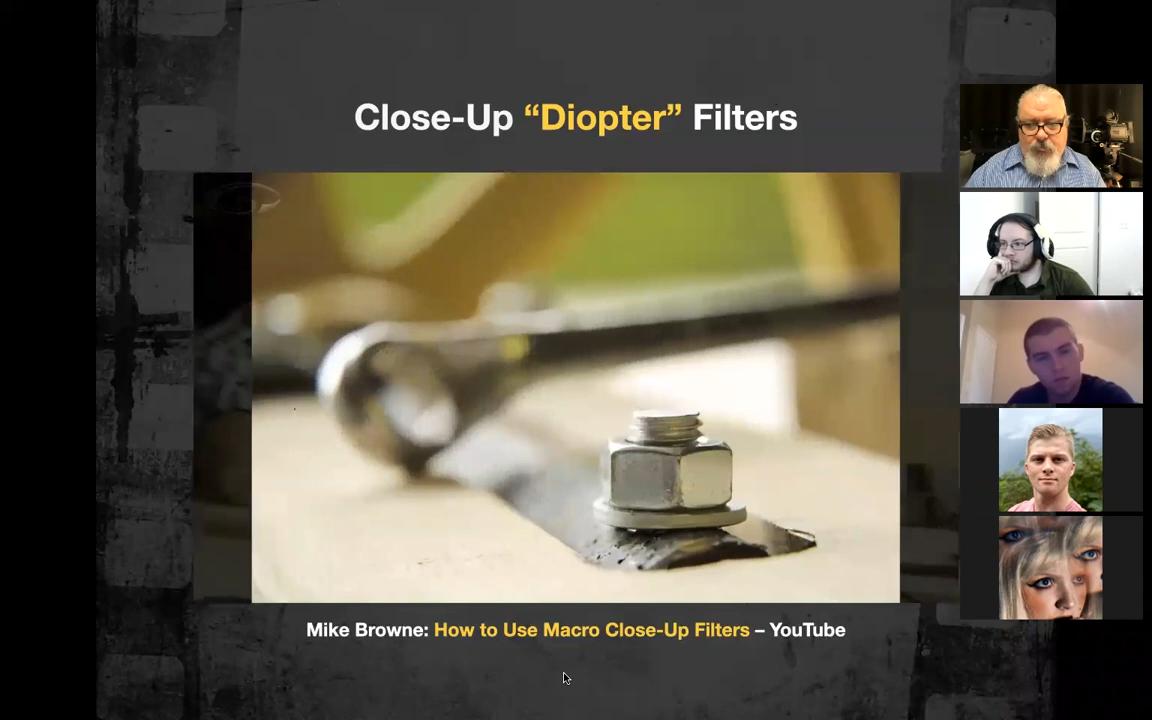 Close-Up “Diopter” Filters
Mike Browne: How to Use Macro Close-Up Filters – YouTube